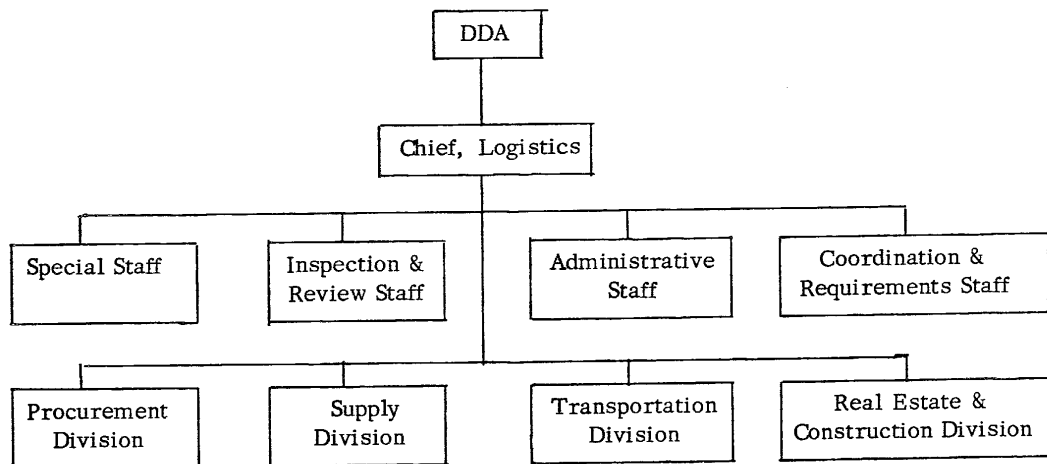 DDA
Chief, Logistics
Special Staff
Inspection &
Review Staff
Administrative
Staff
Coordination &
Requirements Staff
Procurement
Division
Supply
Division
Transportation
Division
Real Estate &
Construction Division